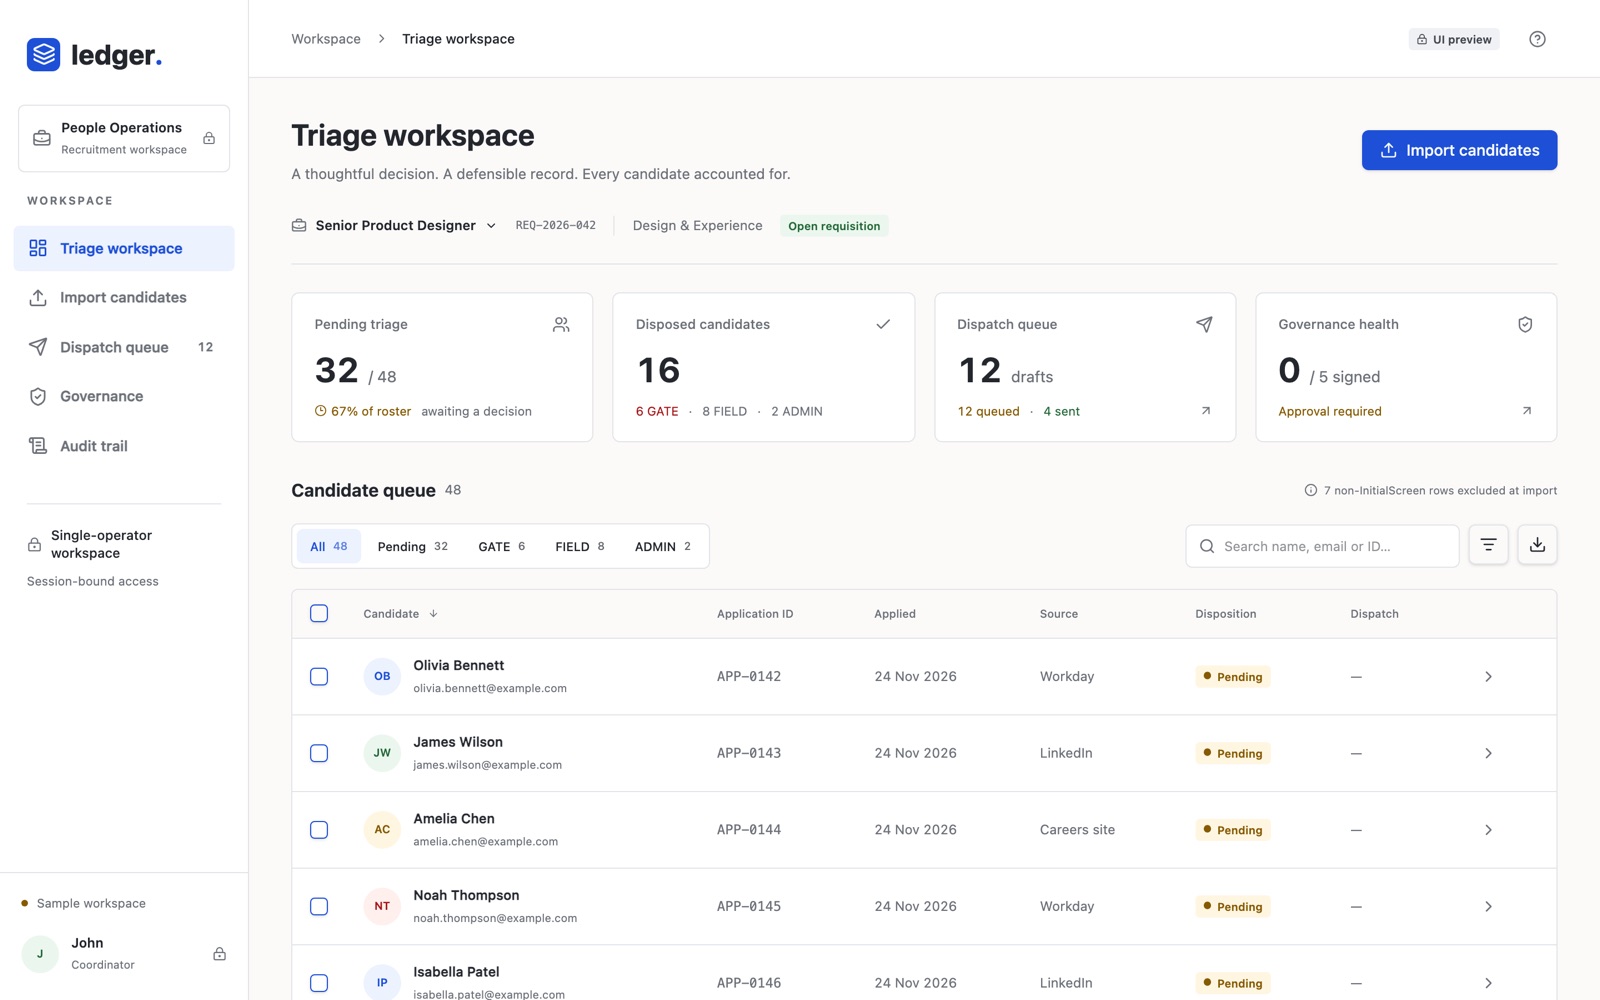 ledger.
People Operations
Recruitment workspace
WORKSPACE
Triage workspace
Import candidates
Dispatch queue 12
Governance
Audit trail
Single-operator
workspace
Session-bound access
Sample workspace
J
John
Coordinator
Workspace > Triage workspace
UI preview
Triage workspace
A thoughtful decision. A defensible record. Every candidate accounted for.
Import candidates
Senior Product Designer REQ-2026-042 Design & Experience Open requisition
Pending triage
32 / 48
67% of roster awaiting a decision
Disposed candidates
16
6 GATE · 8 FIELD · 2 ADMIN
Dispatch queue
12 drafts
12 queued · 4 sent
Governance health
0 / 5 signed
Approval required
Candidate queue 48
7 non-InitialScreen rows excluded at import
All 48 Pending 32 GATE 6 FIELD 8 ADMIN 2
Search name, email or ID...
Candidate Application ID Applied Source Disposition Dispatch
OB Olivia Bennett APP-0142 24 Nov 2026 Workday Pending —
olivia.bennett@example.com
JW James Wilson APP-0143 24 Nov 2026 LinkedIn Pending —
james.wilson@example.com
AC Amelia Chen APP-0144 24 Nov 2026 Careers site Pending —
amelia.chen@example.com
NT Noah Thompson APP-0145 24 Nov 2026 Workday Pending —
noah.thompson@example.com
IP Isabella Patel APP-0146 24 Nov 2026 LinkedIn Pending —
isabella.patel@example.com